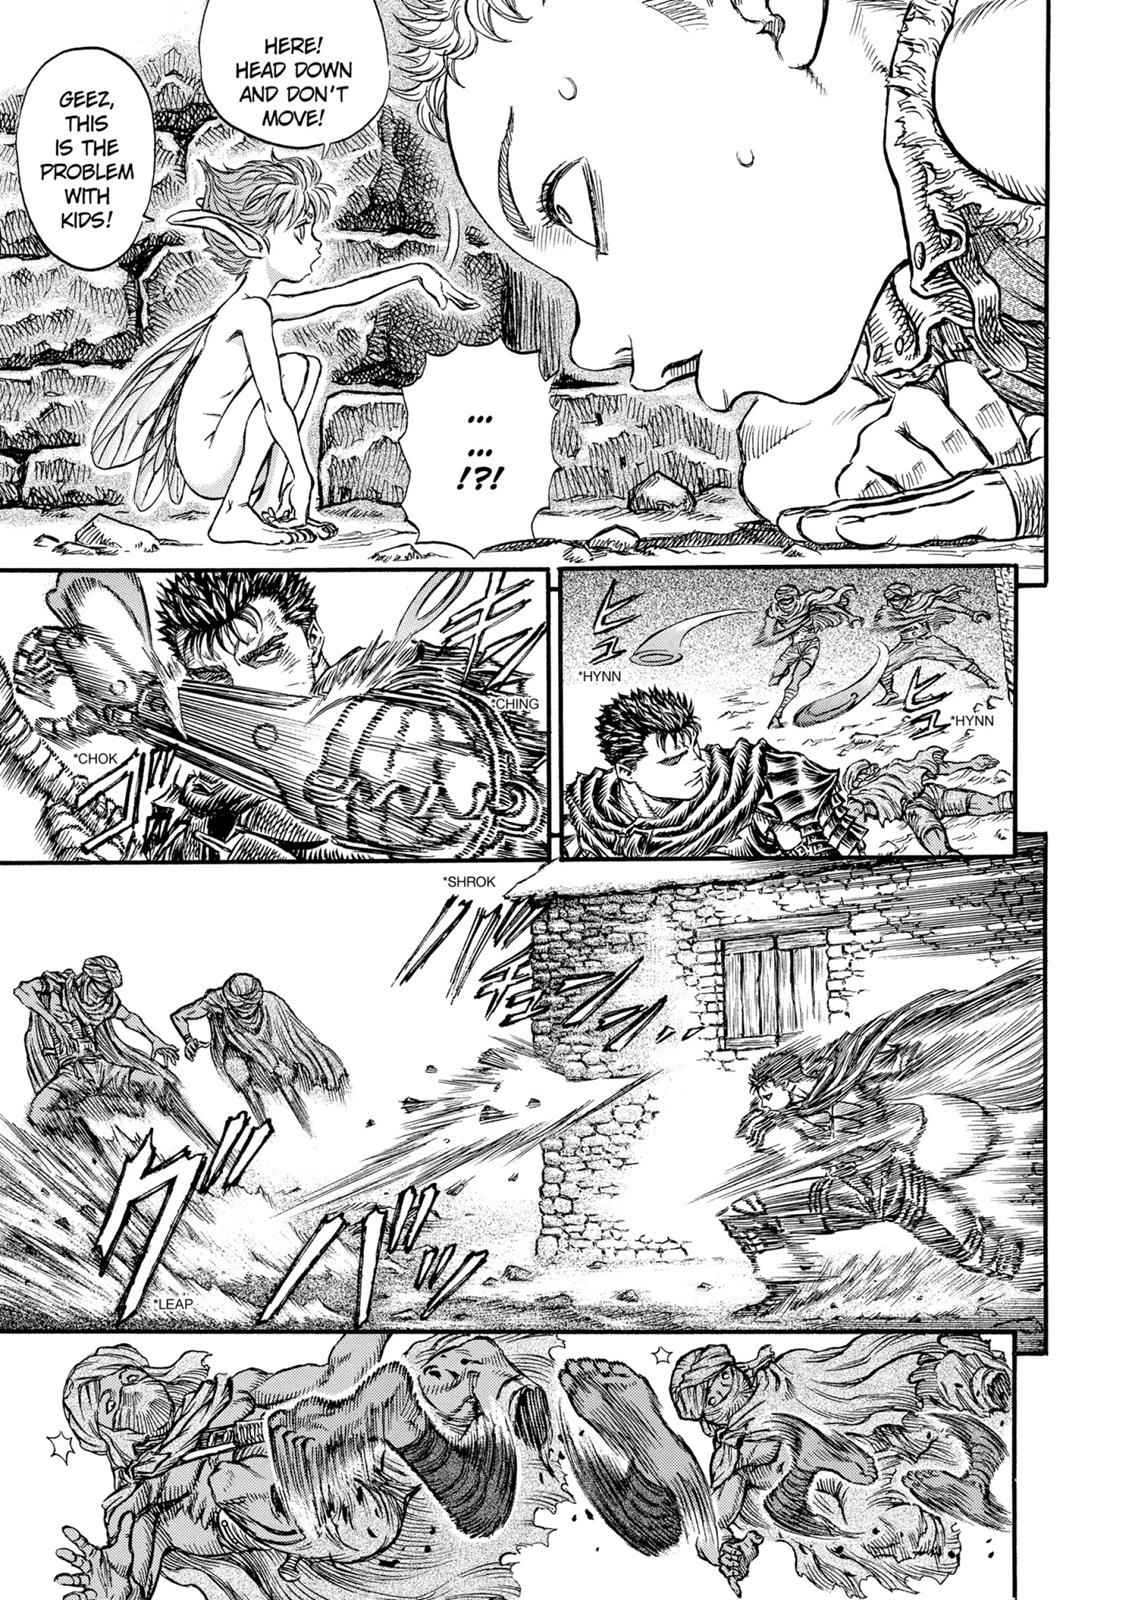 HERE!
HEAD DOWN
AND DON'T
MOVE!
GEEZ,
THIS
IS THE
PROBLEM
WITH
KIDS!
...
...
!?!
ヒュ
*HYNN
ヒュ
*HYNN
*CHING
*CHOK
*SHROK
*LEAP